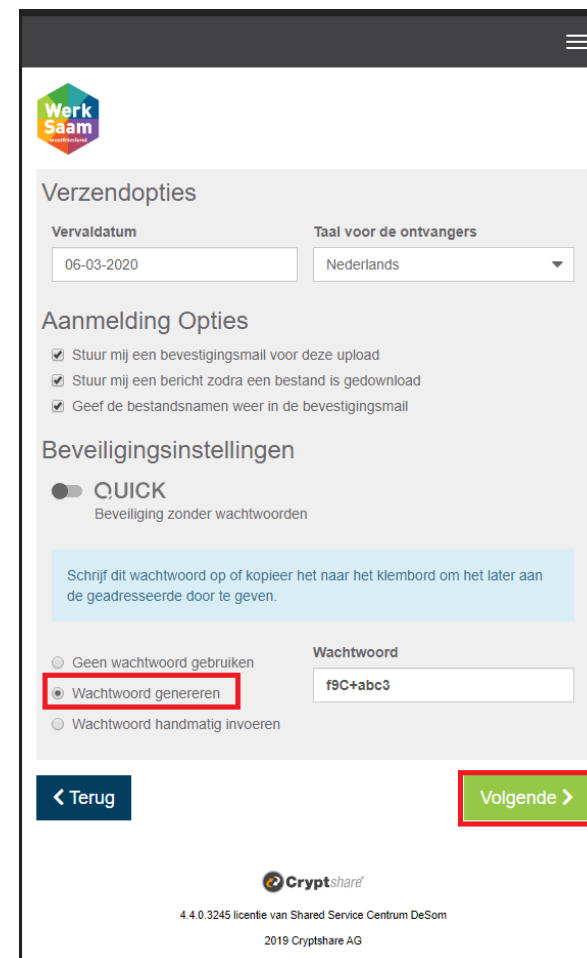 Werk
Saam
westfriesland
Verzendopties
Vervaldatum
Taal voor de ontvangers
06-03-2020
Nederlands
Aanmelding Opties
Stuur mij een bevestigingsmail voor deze upload
Stuur mij een bericht zodra een bestand is gedownload
Geef de bestandsnamen weer in de bevestigingsmail
Beveiligingsinstellingen
QUICK
Beveiliging zonder wachtwoorden
Schrijf dit wachtwoord op of kopieer het naar het klembord om het later aan
de geadresseerde door te geven.
Geen wachtwoord gebruiken
Wachtwoord genereren
Wachtwoord handmatig invoeren
Wachtwoord
f9C+abc3
Terug
Volgende
Cryptshare
4.4.0.3245 licentie van Shared Service Centrum DeSom
2019 Cryptshare AG